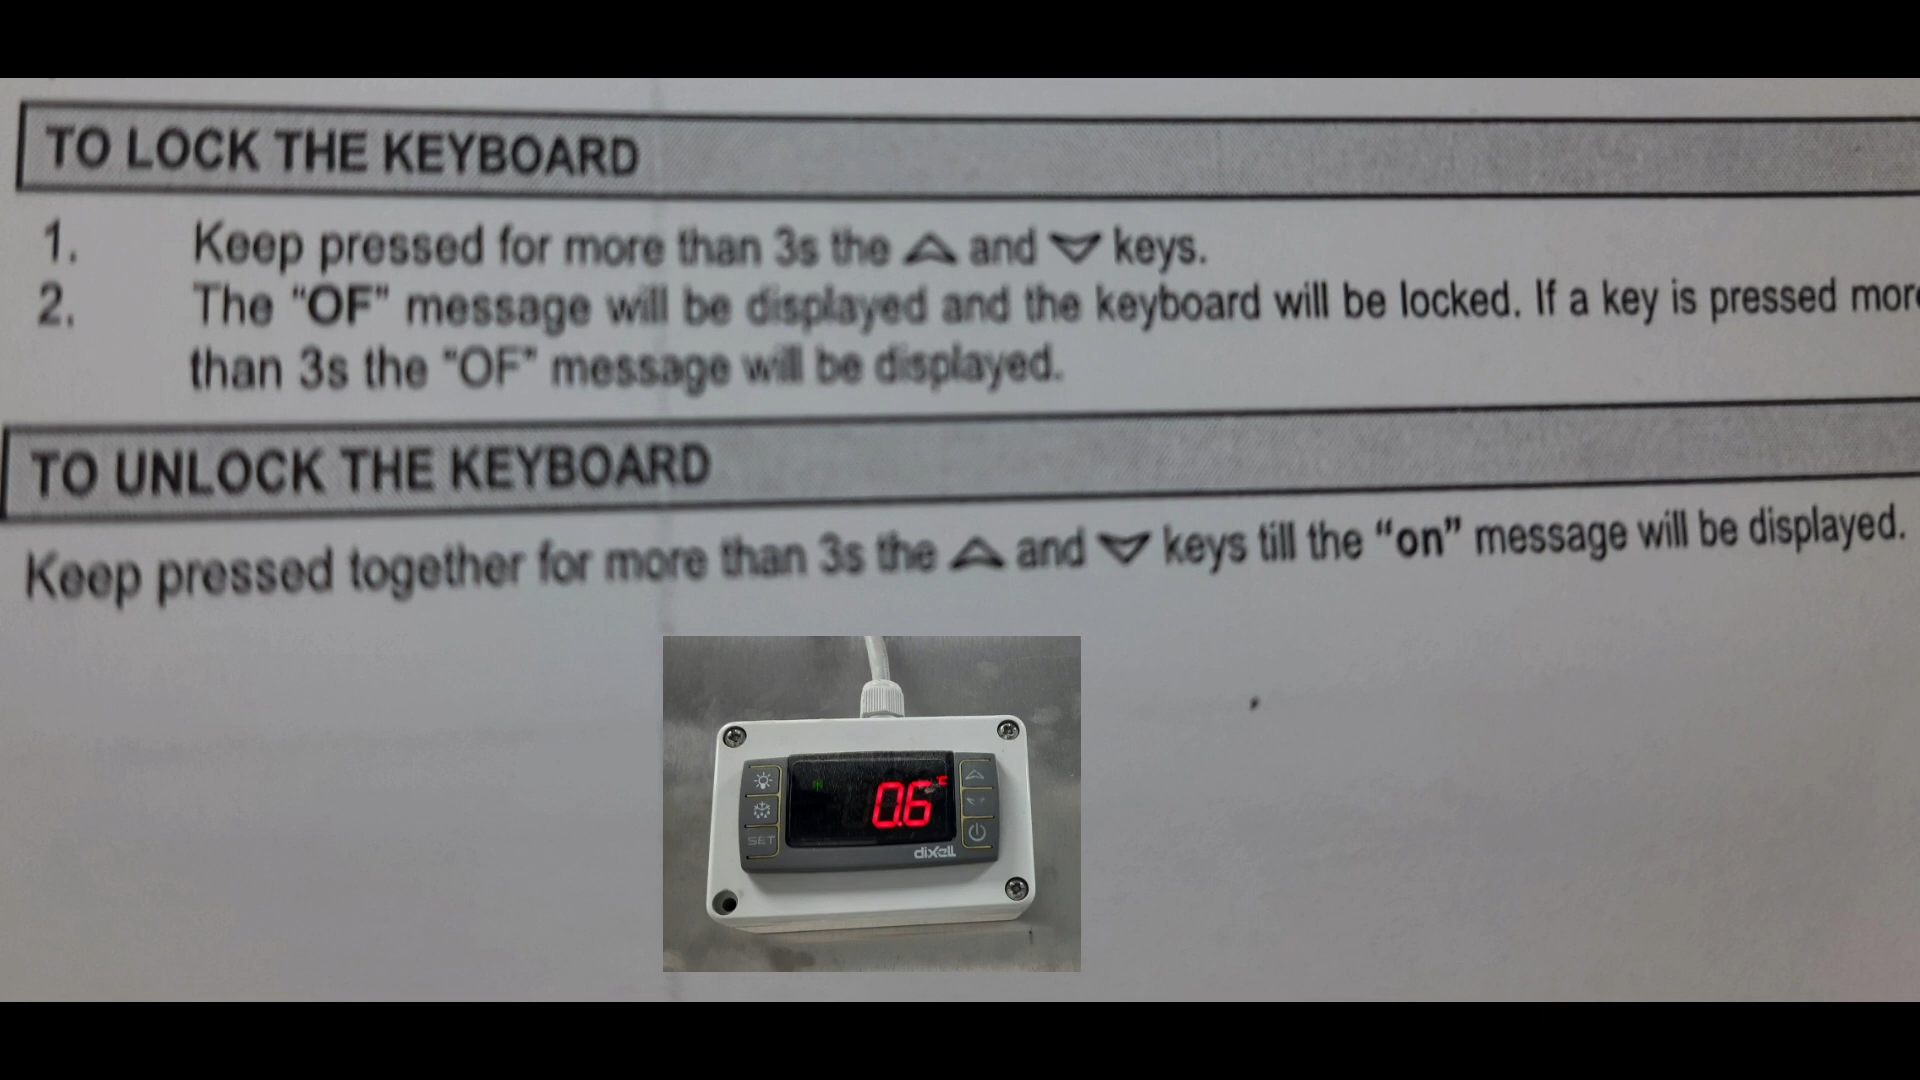 TO LOCK THE KEYBOARD
1. Keep pressed for more than 3s the △ and ▽ keys.
2. The "OF" message will be displayed and the keyboard will be locked. If a key is pressed more
than 3s the "OF" message will be displayed.
TO UNLOCK THE KEYBOARD
Keep pressed together for more than 3s the △ and ▽ keys till the "on" message will be displayed.
0.6
SET
dixell